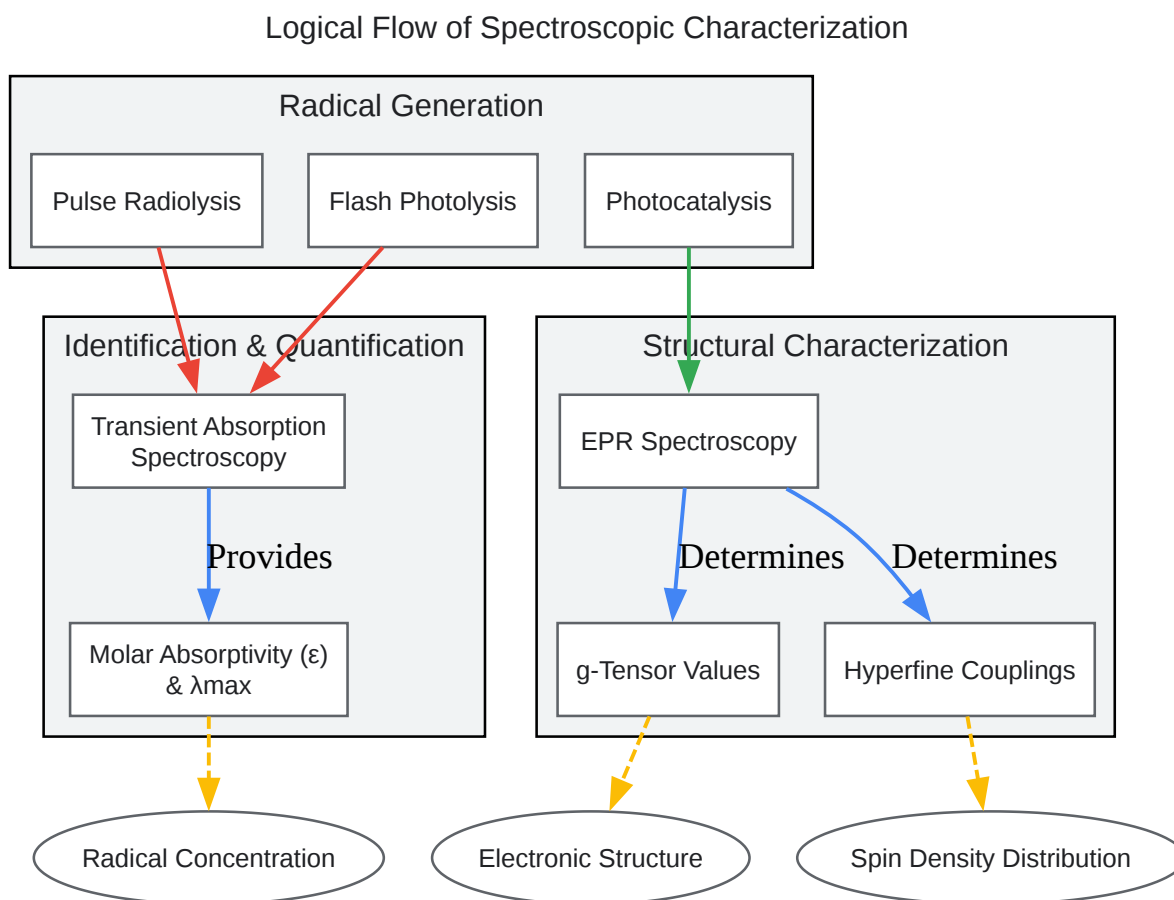 Logical Flow of Spectroscopic Characterization
Radical Generation
Pulse Radiolysis
Flash Photolysis
Photocatalysis
Identification & Quantification
Structural Characterization
Transient Absorption
Spectroscopy
EPR Spectroscopy
Provides
Determines
Determines
Molar Absorptivity (ε)
& λmax
g-Tensor Values
Hyperfine Couplings
Radical Concentration
Electronic Structure
Spin Density Distribution